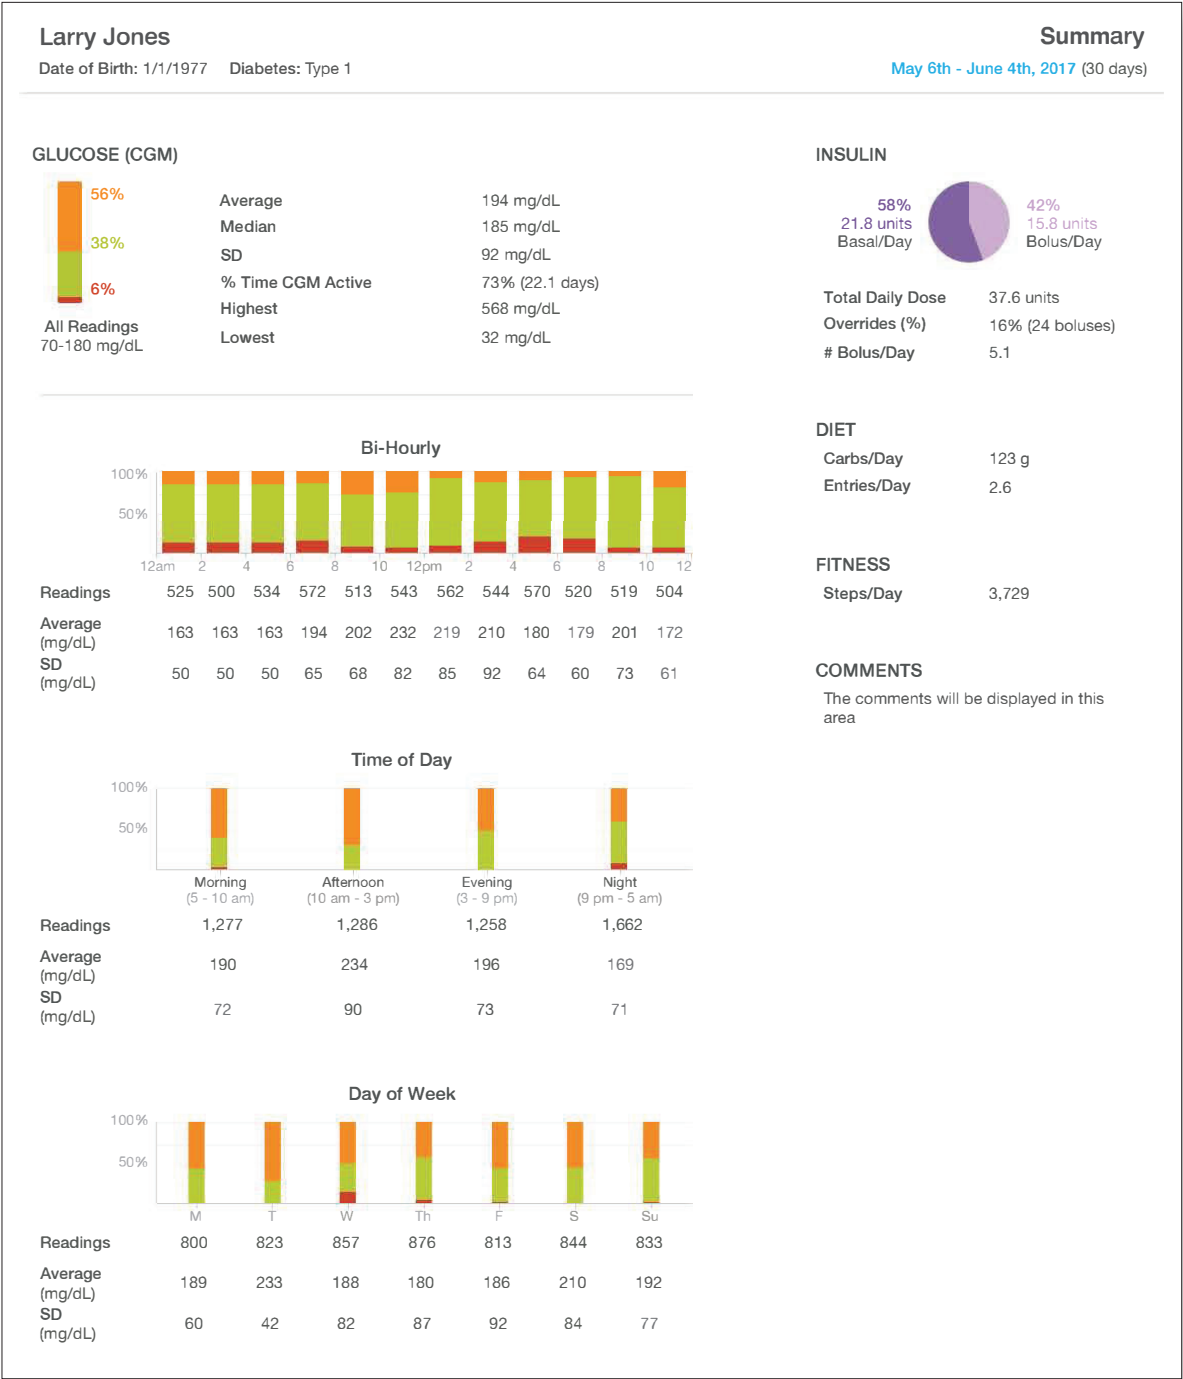 Larry Jones
Summary
Date of Birth: 1/1/1977 Diabetes: Type 1
May 6th - June 4th, 2017 (30 days)
GLUCOSE (CGM)
56%
38%
6%
All Readings
70-180 mg/dL
Average 194 mg/dL
Median 185 mg/dL
SD 92 mg/dL
% Time CGM Active 73% (22.1 days)
Highest 568 mg/dL
Lowest 32 mg/dL
INSULIN
58%
21.8 units
Basal/Day
42%
15.8 units
Bolus/Day
Total Daily Dose 37.6 units
Overrides (%) 16% (24 boluses)
# Bolus/Day 5.1
DIET
Carbs/Day 123 g
Entries/Day 2.6
FITNESS
Steps/Day 3,729
COMMENTS
The comments will be displayed in this
area
Bi-Hourly
100%
50%
12am 2 4 6 8 10 12pm 2 4 6 8 10 12
Readings 525 500 534 572 513 543 562 544 570 520 519 504
Average
(mg/dL) 163 163 163 194 202 232 219 210 180 179 201 172
SD
(mg/dL) 50 50 50 65 68 82 85 92 64 60 73 61
Time of Day
100%
50%
Morning Afternoon Evening Night
(5 - 10 am) (10 am - 3 pm) (3 - 9 pm) (9 pm - 5 am)
Readings 1,277 1,286 1,258 1,662
Average
(mg/dL) 190 234 196 169
SD
(mg/dL) 72 90 73 71
Day of Week
100%
50%
M T W Th F S Su
Readings 800 823 857 876 813 844 833
Average
(mg/dL) 189 233 188 180 186 210 192
SD
(mg/dL) 60 42 82 87 92 84 77